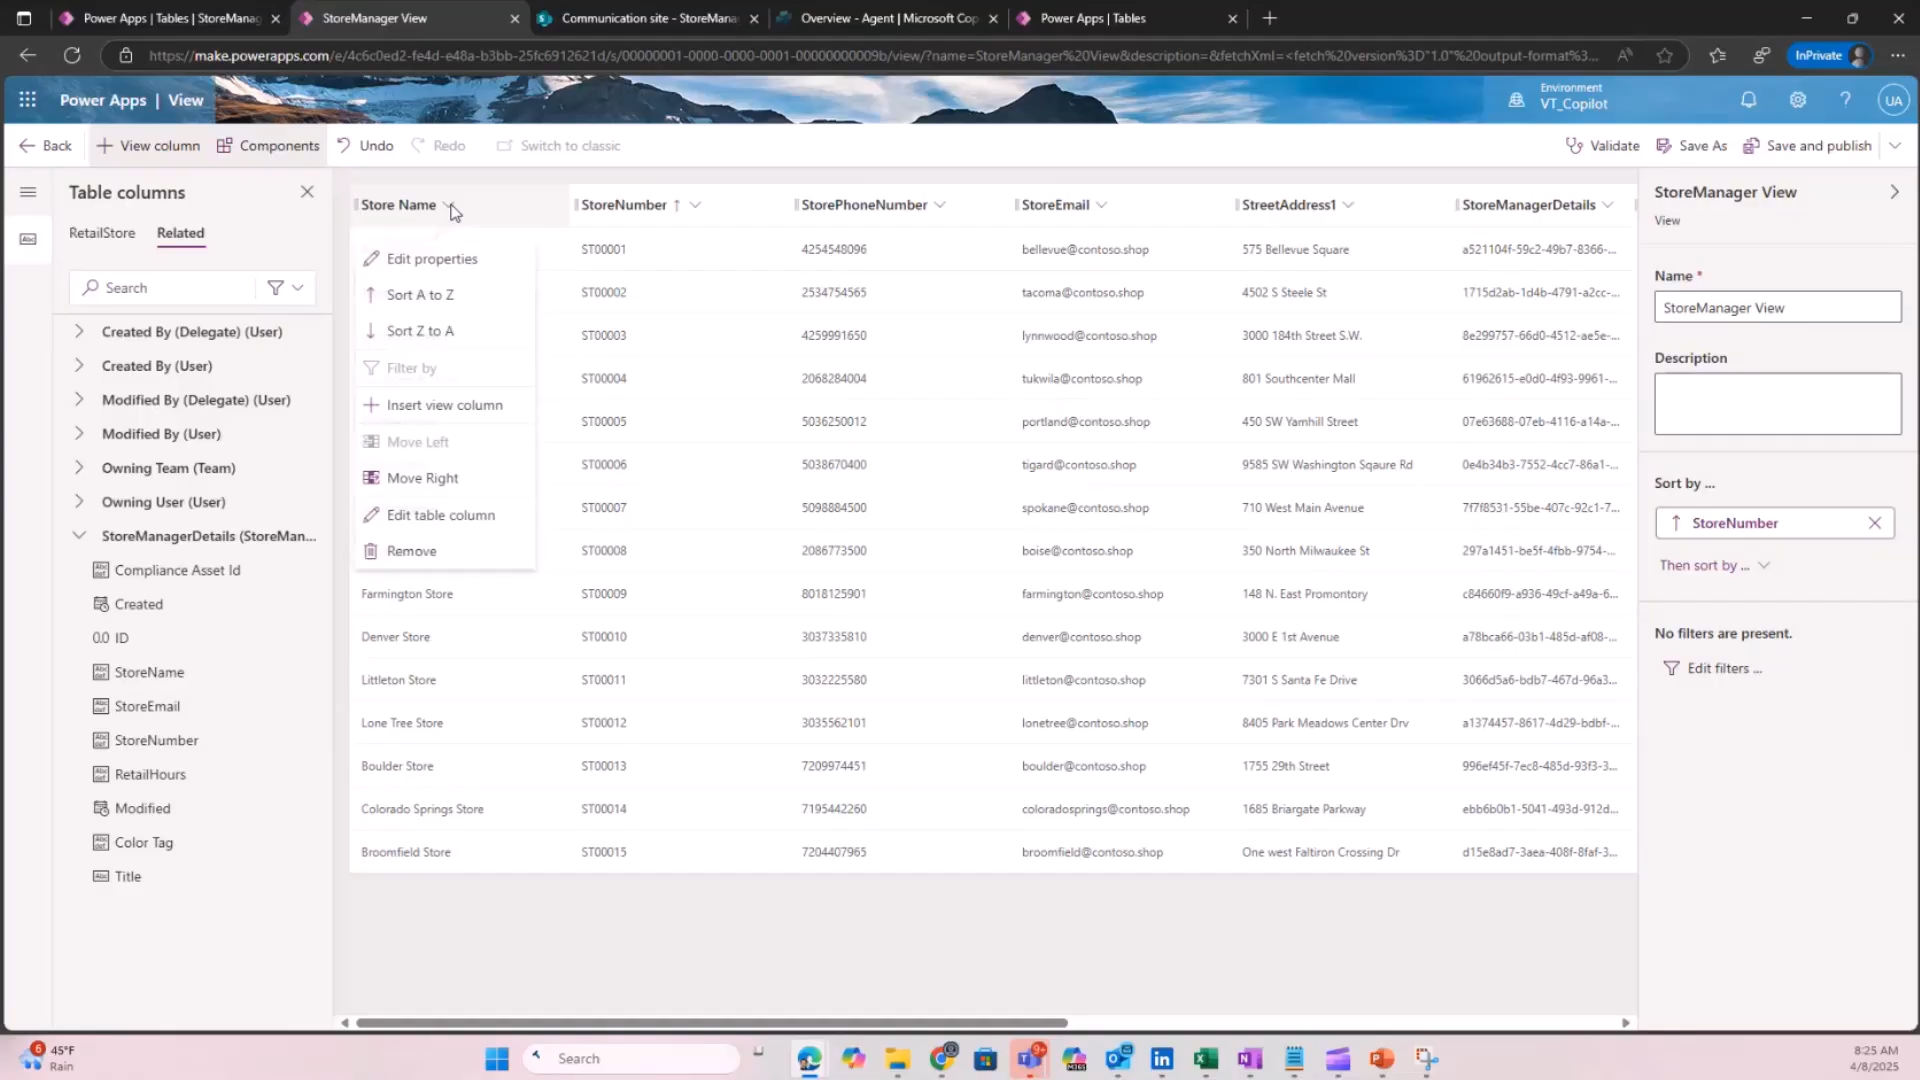 Power Apps | Tables | StoreManag
StoreManager View
Communication site - StoreMana
Overview - Agent | Microsoft Cop
Power Apps | Tables
https://make.powerapps.com/e/4c6c0ed2-fe4d-e48a-b3bb-25fc6912621d/s/00000001-0000-0000-0001-00000000009b/view/?name=StoreManager%20View&description=&fetchXml=<fetch%20version%3D"1.0"%20output-format%3...
InPrivate
Power Apps | View
Environment
VT_Copilot
UA
Back
View column
Components
Undo
Redo
Switch to classic
Validate
Save As
Save and publish
Table columns
RetailStore
Related
Search
Created By (Delegate) (User)
Created By (User)
Modified By (Delegate) (User)
Modified By (User)
Owning Team (Team)
Owning User (User)
StoreManagerDetails (StoreMan...
Compliance Asset Id
Created
0.0 ID
StoreName
StoreEmail
StoreNumber
RetailHours
Modified
Color Tag
Title
Store Name StoreNumber StorePhoneNumber StoreEmail StreetAddress1 StoreManagerDetails
Edit properties
Sort A to Z
Sort Z to A
Filter by
Insert view column
Move Left
Move Right
Edit table column
Remove
ST00001 4254548096 bellevue@contoso.shop 575 Bellevue Square a521104f-59c2-49b7-8366-...
ST00002 2534754565 tacoma@contoso.shop 4502 S Steele St 1715d2ab-1d4b-4791-a2cc-...
ST00003 4259991650 lynnwood@contoso.shop 3000 184th Street S.W. 8e299757-66d0-4512-ae5e-...
ST00004 2068284004 tukwila@contoso.shop 801 Southcenter Mall 61962615-e0d0-4f93-9961-...
ST00005 5036250012 portland@contoso.shop 450 SW Yamhill Street 07e63688-07eb-4116-a14a-...
ST00006 5038670400 tigard@contoso.shop 9585 SW Washington Sqaure Rd 0e4b34b3-7552-4cc7-86a1-...
ST00007 5098884500 spokane@contoso.shop 710 West Main Avenue 7f7f8531-55be-407c-92c1-7...
ST00008 2086773500 boise@contoso.shop 350 North Milwaukee St 297a1451-be5f-4fbb-9754-...
Farmington Store ST00009 8018125901 farmington@contoso.shop 148 N. East Promontory c84660f9-a936-49cf-a49a-6...
Denver Store ST00010 3037335810 denver@contoso.shop 3000 E 1st Avenue a78bca66-03b1-485d-af08-...
Littleton Store ST00011 3032225580 littleton@contoso.shop 7301 S Santa Fe Drive 3066d5a6-bdb7-467d-96a3...
Lone Tree Store ST00012 3035562101 lonetree@contoso.shop 8405 Park Meadows Center Drv a1374457-8617-4d29-bdbf-...
Boulder Store ST00013 7209974451 boulder@contoso.shop 1755 29th Street 996ef45f-7ec8-485d-93f3-3...
Colorado Springs Store ST00014 7195442260 coloradosprings@contoso.shop 1685 Briargate Parkway ebb6b0b1-5041-493d-912d...
Broomfield Store ST00015 7204407965 broomfield@contoso.shop One west Faltiron Crossing Dr d15e8ad7-3aea-408f-8faf-3...
StoreManager View
View
Name *
StoreManager View
Description
Sort by ...
StoreNumber
Then sort by ...
No filters are present.
Edit filters ...
6
45°F
Rain
Search
9+
8:25 AM
4/8/2025